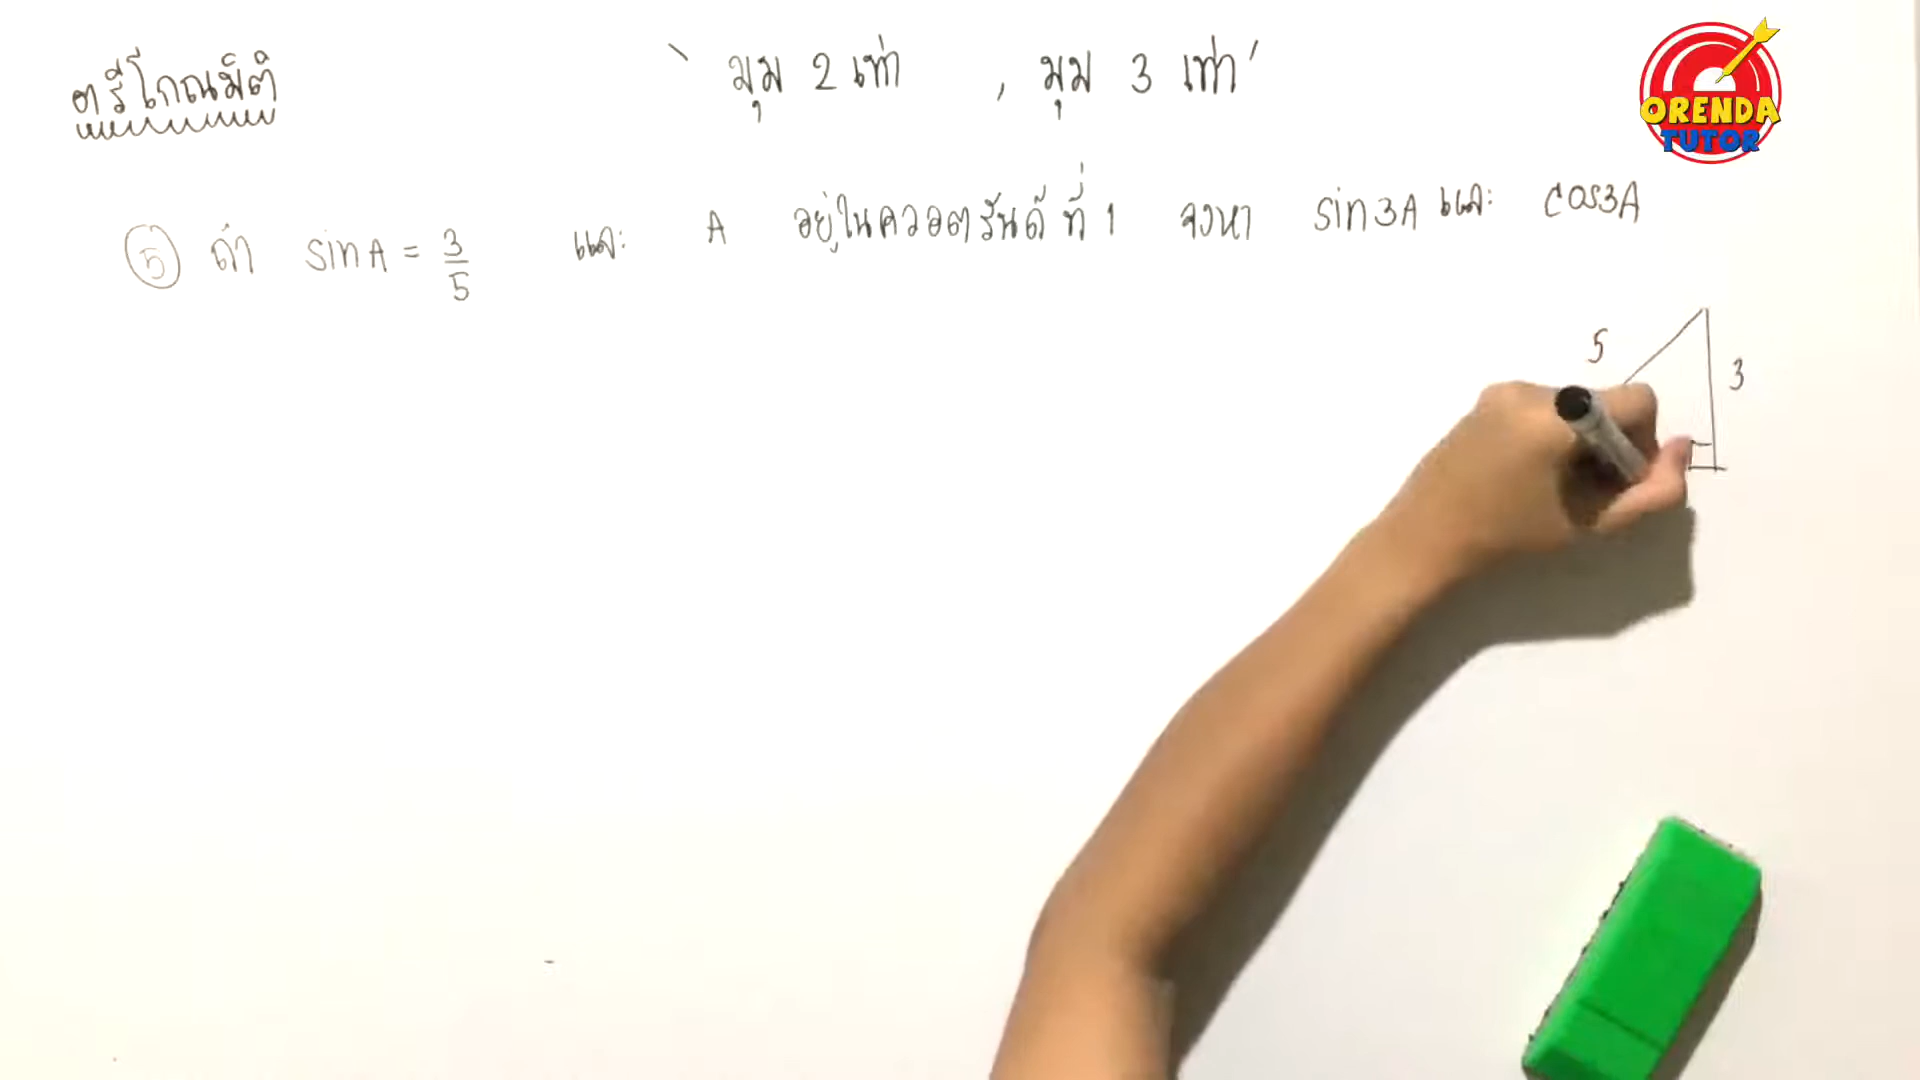 ตรีโกณมิติ
` มุม 2 เท่า , มุม 3 เท่า '
ORENDA
TUTOR
5 ถ้า sin A = 3/5 และ A อยู่ในควอตรันต์ ที่ 1 จงหา sin3A และ cos3A
5
3